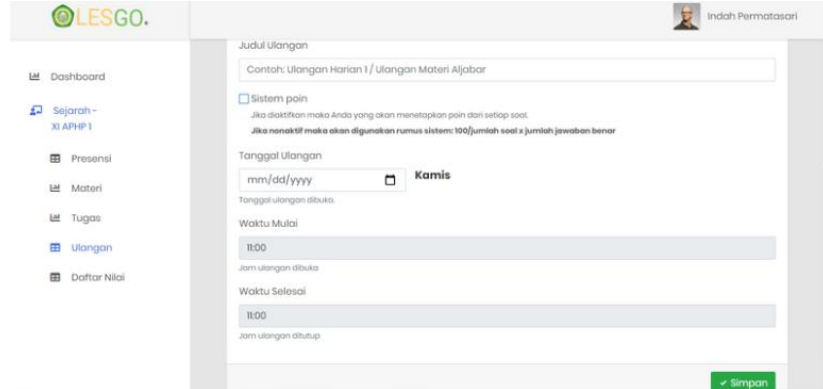 OLESGO.
Indah Permatasari
Dashboard
Sejarah -
XI APHP 1
Presensi
Materi
Tugas
Ulangan
Daftar Nilai
Judul Ulangan
Contoh: Ulangan Harian 1 / Ulangan Materi Aljabar
Sistem poin
Jika diaktifkan maka Anda yang akan menetapkan poin dari setiap soal.
Jika nonaktif maka akan digunakan rumus sistem: 100/jumlah soal x jumlah jawaban benar
Tanggal Ulangan
mm/dd/yyyy Kamis
Tanggal ulangan dibuka.
Waktu Mulai
11:00
Jam ulangan dibuka
Waktu Selesai
11:00
Jam ulangan ditutup
Simpan